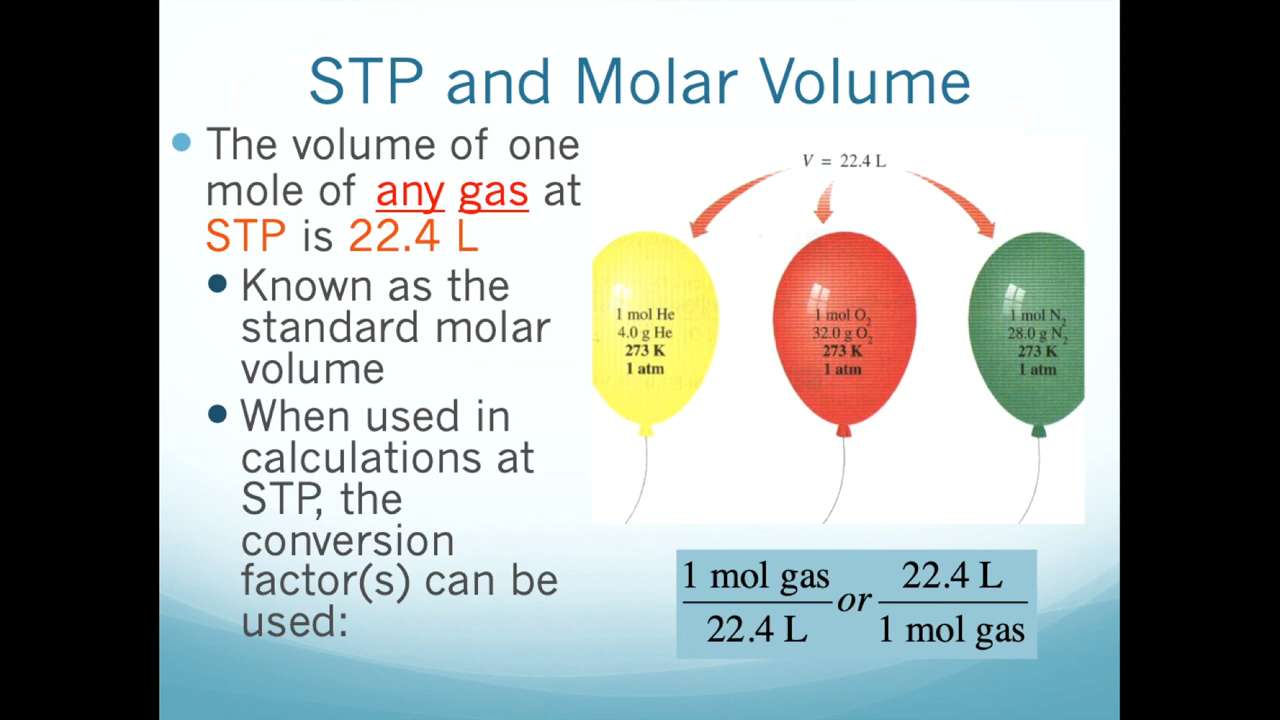 STP and Molar Volume
• The volume of one
mole of any gas at
STP is 22.4 L
• Known as the
standard molar
volume
• When used in
calculations at
STP, the
conversion
factor(s) can be
used:
V = 22.4 L
1 mol He
4.0 g He
273 K
1 atm
1 mol O₂
32.0 g O₂
273 K
1 atm
1 mol N₂
28.0 g N₂
273 K
1 atm
1 mol gas
22.4 L
or
22.4 L
1 mol gas